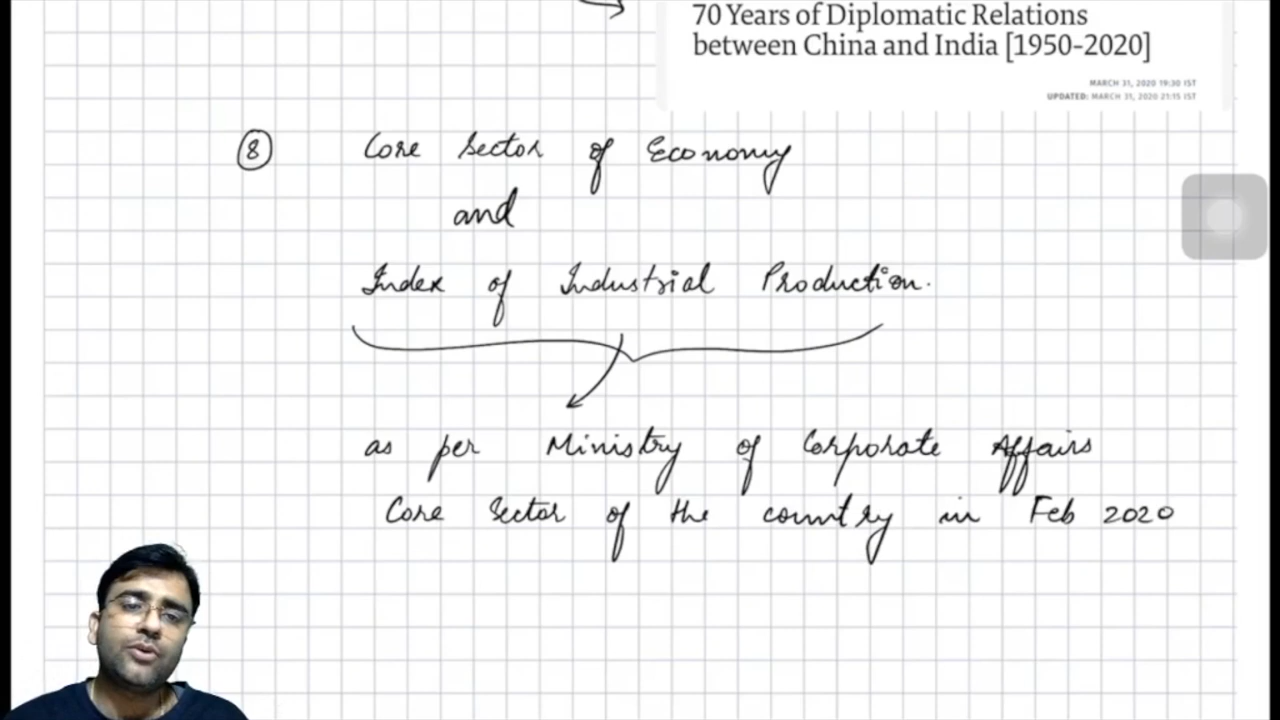 70 Years of Diplomatic Relations
between China and India [1950-2020]
MARCH 31, 2020 19:30 IST
UPDATED: MARCH 31, 2020 21:15 IST
8 Core Sector of Economy
and
Index of Industrial Production.
as per Ministry of Corporate Affairs
Core Sector of the country in Feb 2020